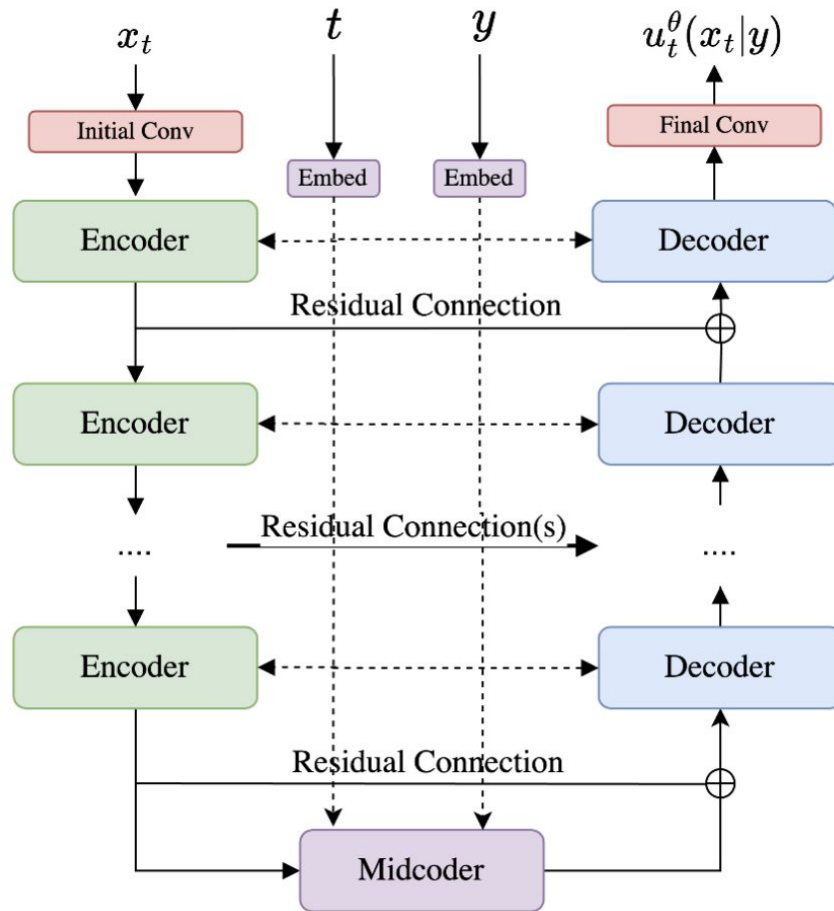 x_t
t
y
u_t^θ(x_t|y)
Initial Conv
Embed
Embed
Final Conv
Encoder
Decoder
Residual Connection
Encoder
Decoder
Residual Connection(s)
....
....
Encoder
Decoder
Residual Connection
Midcoder